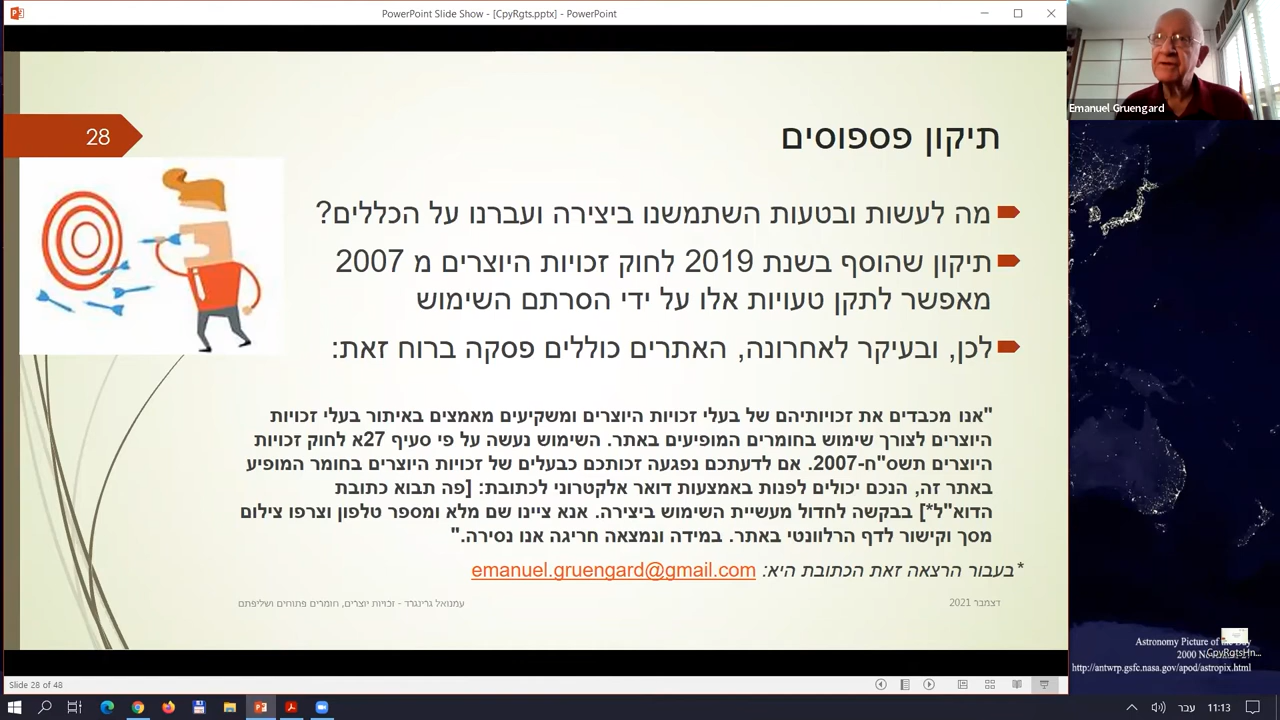 PowerPoint Slide Show - [CpyRgts.pptx] - PowerPoint
Emanuel Gruengard
28
תיקון פספוסים
מה לעשות ובטעות השתמשנו ביצירה ועברנו על הכללים?
תיקון שהוסף בשנת 2019 לחוק זכויות היוצרים מ 2007
מאפשר לתקן טעויות אלו על ידי הסרתם השימוש
לכן, ובעיקר לאחרונה, האתרים כוללים פסקה ברוח זאת:
"אנו מכבדים את זכויותיהם של בעלי זכויות היוצרים ומשקיעים מאמצים באיתור בעלי זכויות
היוצרים לצורך שימוש בחומרים המופיעים באתר. השימוש נעשה על פי סעיף 27א לחוק זכויות
היוצרים תשס"ח-2007. אם לדעתכם נפגעה זכותכם כבעלים של זכויות היוצרים בחומר המופיע
באתר זה, הנכם יכולים לפנות באמצעות דואר אלקטרוני לכתובת: [פה תבוא כתובת
הדוא"ל*] בבקשה לחדול מעשיית השימוש ביצירה. אנא ציינו שם מלא ומספר טלפון וצרפו צילום
מסך וקישור לדף הרלוונטי באתר. במידה ונמצאה חריגה אנו נסירה."
*בעבור הרצאה זאת הכתובת היא: emanuel.gruengard@gmail.com
דצמבר 2021
עמנואל גרינגרד - זכויות יוצרים, חומרים פתוחים ושליפתם
Astronomy Picture of the Day
2000
CpyRgtsHn...
http://antwrp.gsfc.nasa.gov/apod/astropix.html
Slide 28 of 48
עבר
11:13